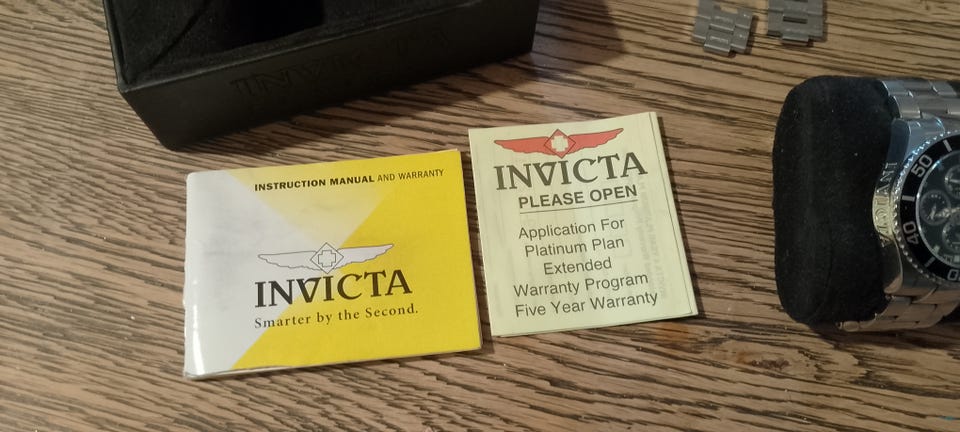 INVICTA
INSTRUCTION MANUAL AND WARRANTY
INVICTA
Smarter by the Second.
INVICTA
PLEASE OPEN
Application For
Platinum Plan
Extended
Warranty Program
Five Year Warranty
50
40